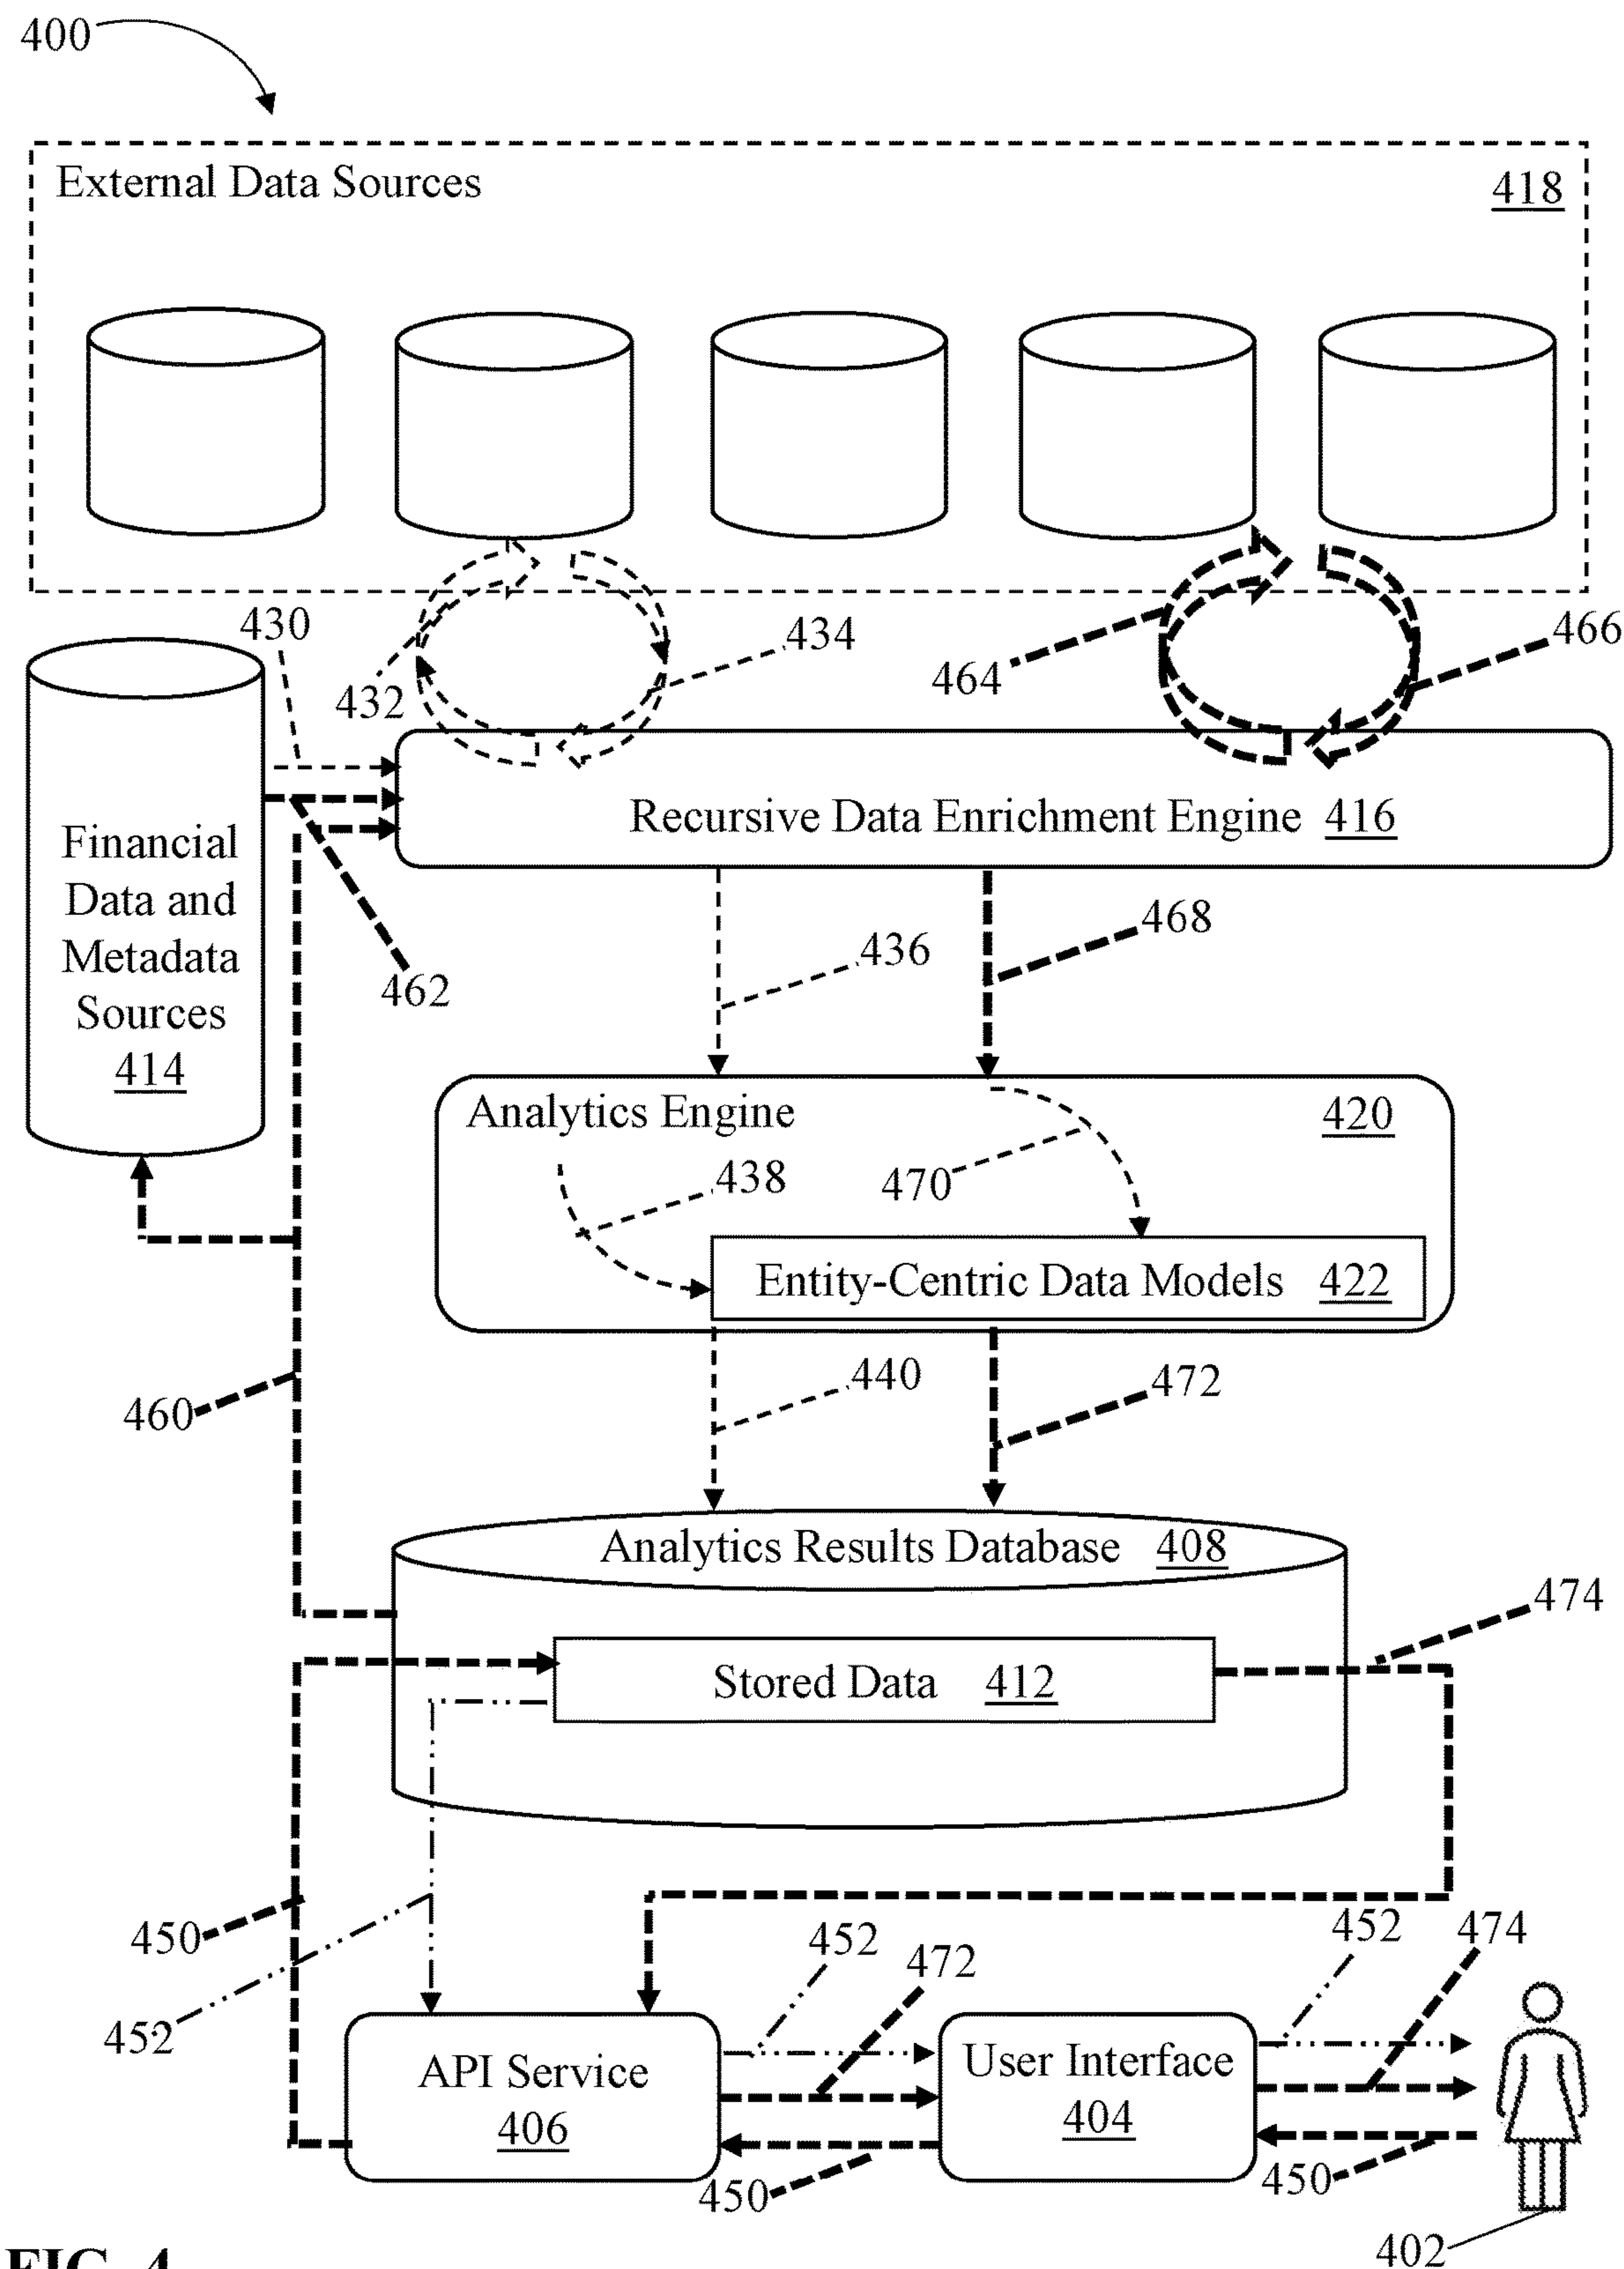 400
External Data Sources
418
430
432
434
464
466
Recursive Data Enrichment Engine 416
Financial
Data and
Metadata
Sources
414
462
436
468
Analytics Engine
420
438
470
Entity-Centric Data Models 422
460
440
472
Analytics Results Database 408
474
Stored Data 412
450
452
452
472
452
474
API Service
406
User Interface
404
450
450
402
FIG. 4